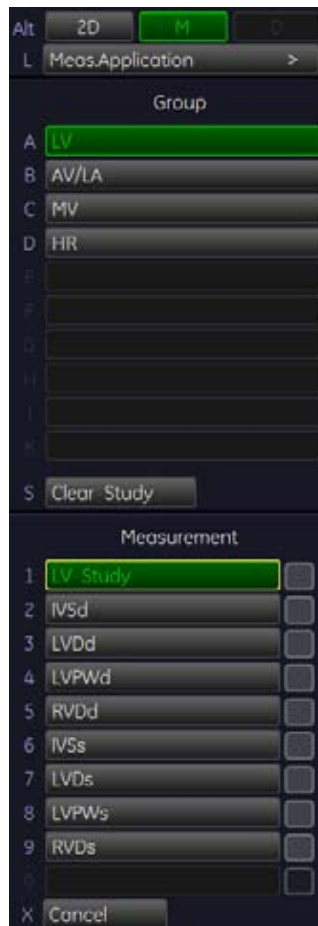 Alt 2D M D
L Meas.Application >
Group
A LV
B AV/LA
C MV
D HR
E
F
G
H
I
K
S Clear Study
Measurement
1 LV Study
2 IVSd
3 LVDd
4 LVPWd
5 RVDd
6 IVSs
7 LVDs
8 LVPWs
9 RVDs
0
X Cancel